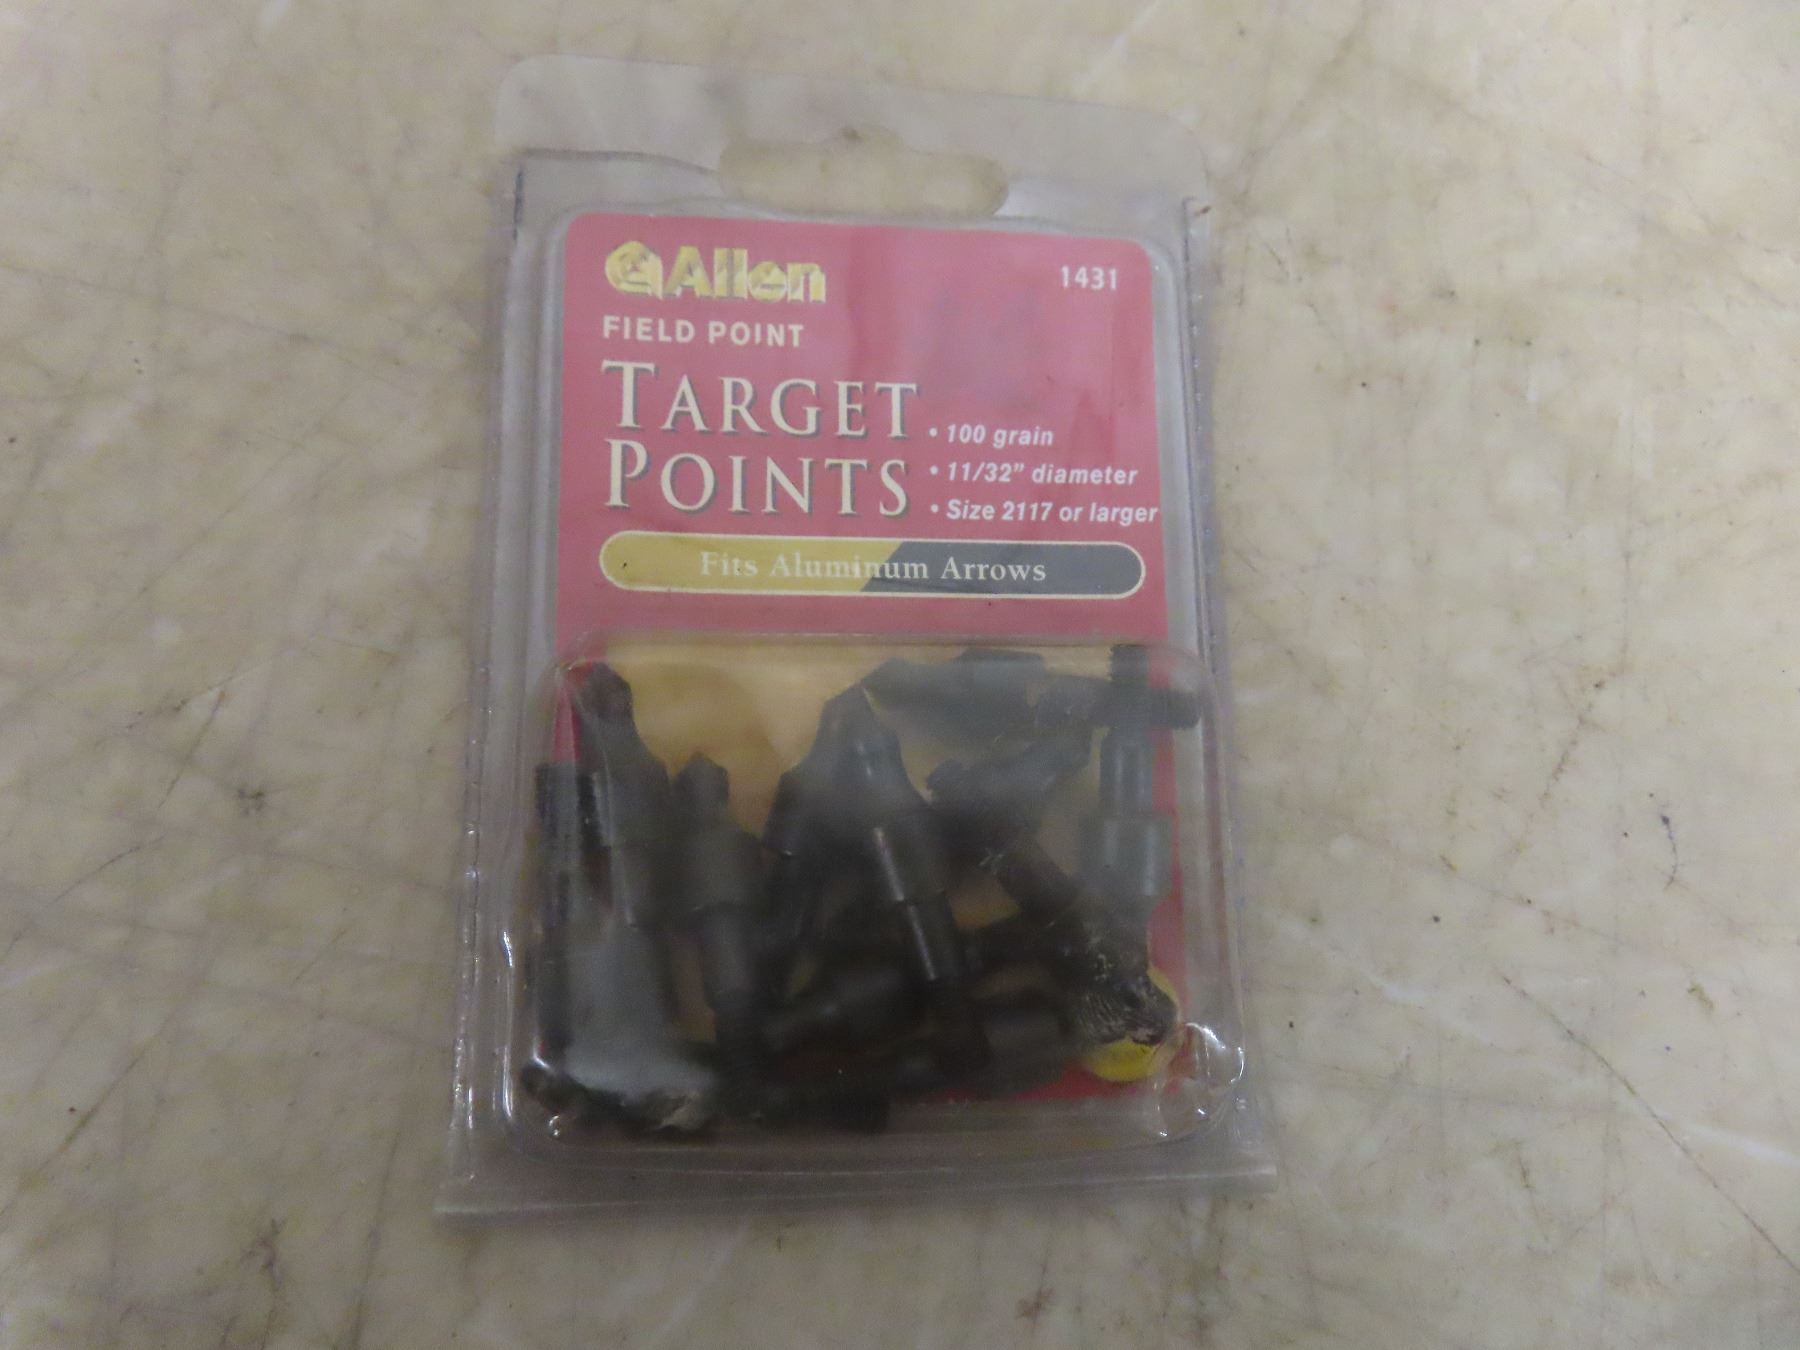 Allen
1431
FIELD POINT
TARGET
POINTS
• 100 grain
• 11/32" diameter
• Size 2117 or larger
Fits Aluminum Arrows